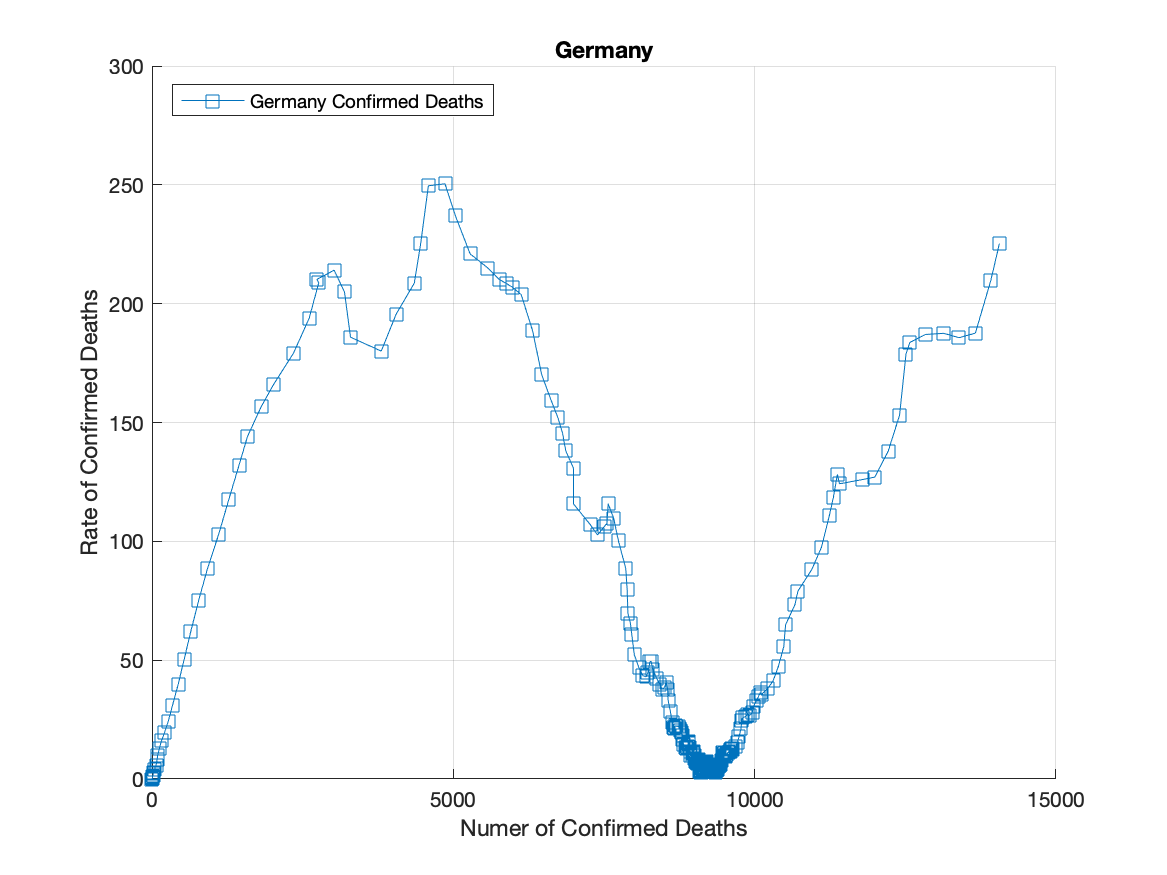 Germany
300
Germany Confirmed Deaths
250
200
150
100
50
0
Rate of Confirmed Deaths
0 5000 10000 15000
Numer of Confirmed Deaths